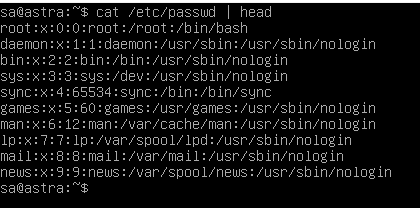 sa@astra:~$ cat /etc/passwd | head
root:x:0:0:root:/root:/bin/bash
daemon:x:1:1:daemon:/usr/sbin:/usr/sbin/nologin
bin:x:2:2:bin:/bin:/usr/sbin/nologin
sys:x:3:3:sys:/dev:/usr/sbin/nologin
sync:x:4:65534:sync:/bin:/bin/sync
games:x:5:60:games:/usr/games:/usr/sbin/nologin
man:x:6:12:man:/var/cache/man:/usr/sbin/nologin
lp:x:7:7:lp:/var/spool/lpd:/usr/sbin/nologin
mail:x:8:8:mail:/var/mail:/usr/sbin/nologin
news:x:9:9:news:/var/spool/news:/usr/sbin/nologin
sa@astra:~$